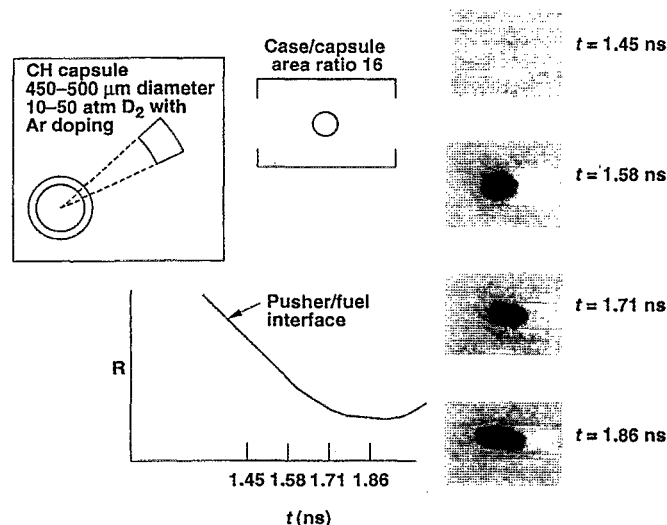 CH capsule
450–500 μm diameter
10–50 atm D2 with
Ar doping
Case/capsule
area ratio 16
t = 1.45 ns
t = 1.58 ns
t = 1.71 ns
t = 1.86 ns
Pusher/fuel
interface
R
1.45 1.58 1.71 1.86
t (ns)